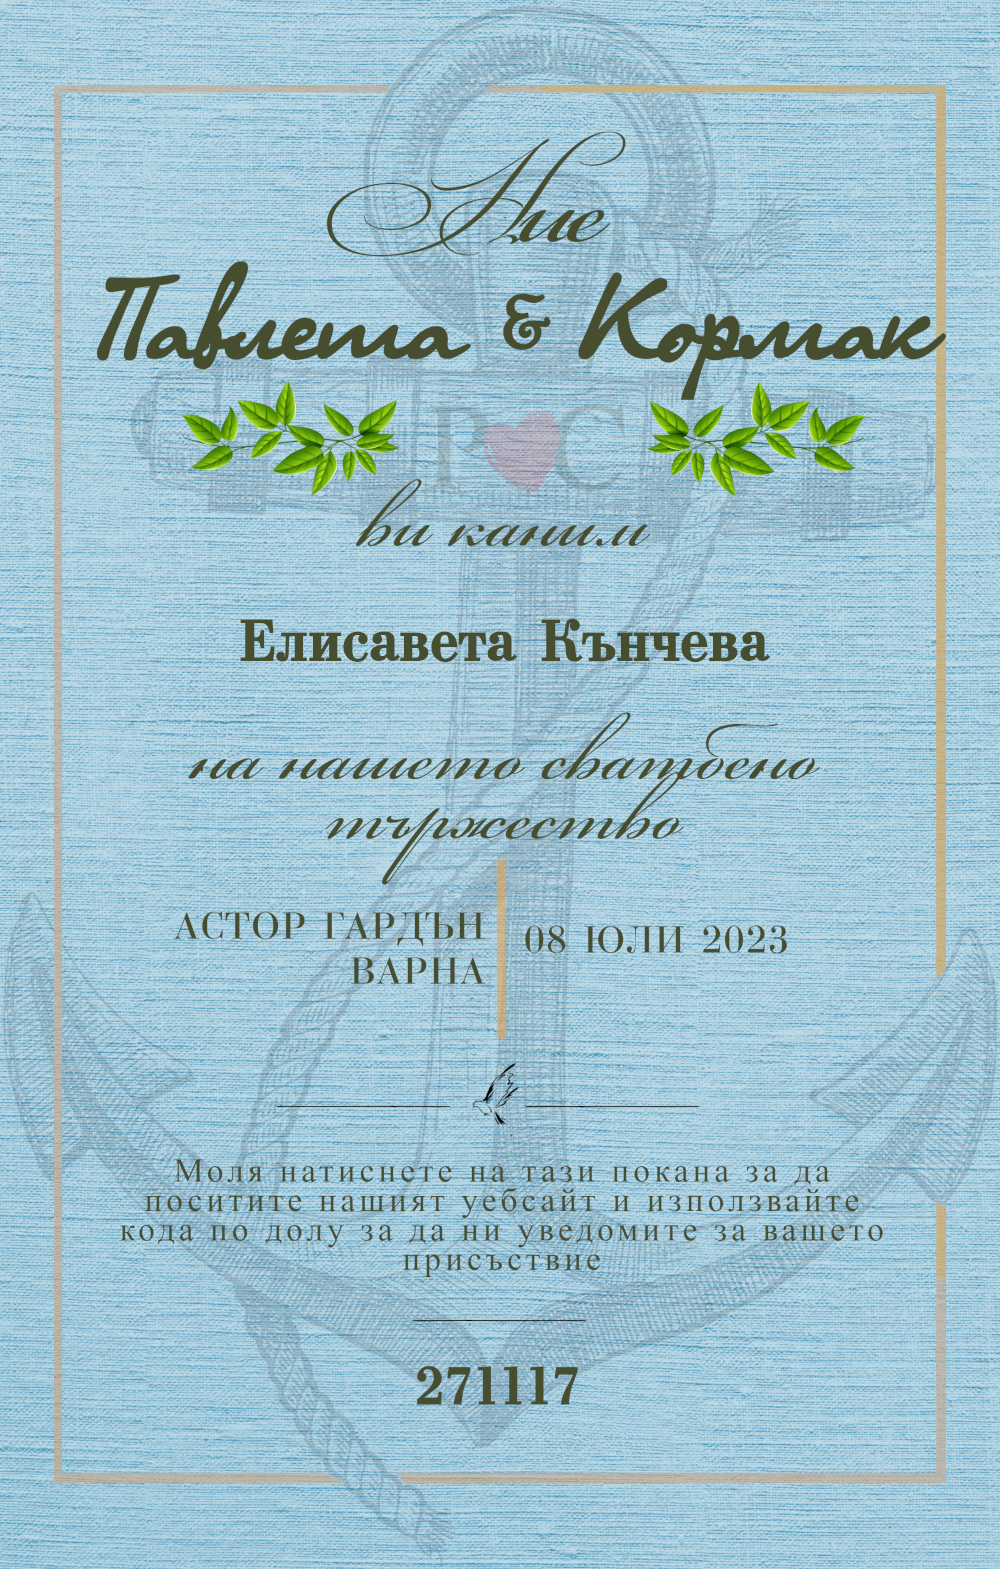 Ние
Павлета & Кормак
P C
ви каним
Елисавета Кънчева
на нашето сватбено
тържество
АСТОР ГАРДЪН
ВАРНА
08 ЮЛИ 2023
Моля натиснете на тази покана за да
поситите нашият уебсайт и използвайте
кода по долу за да ни уведомите за вашето
присъствие
271117